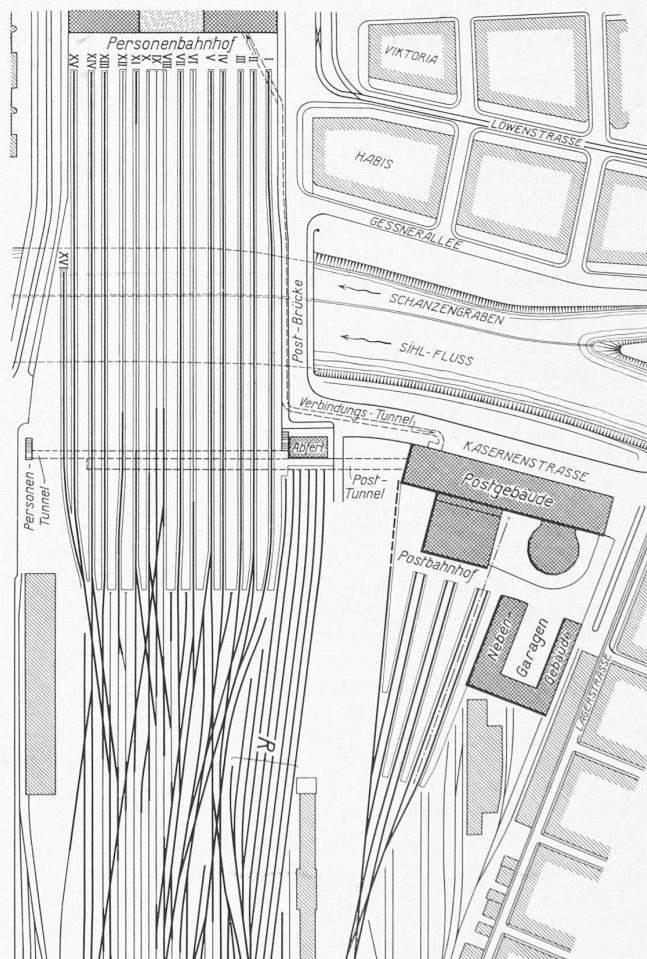 Personenbahnhof
XV
XIV
XIII
XII
XI
X
IX
VIII
VII
VI
V
IV
III
II
I
XVI
VIKTORIA
LÖWENSTRASSE
HABIS
GESSNERALLEE
SCHANZENGRABEN
SIHL-FLUSS
Post-Brücke
Verbindungs-Tunnel
Abfert.
KASERNENSTRASSE
Personen-
Tunnel
Post-
Tunnel
Postgebäude
Postbahnhof
Neben-
Garagen
gebäude
LAGERSTRASSE
R